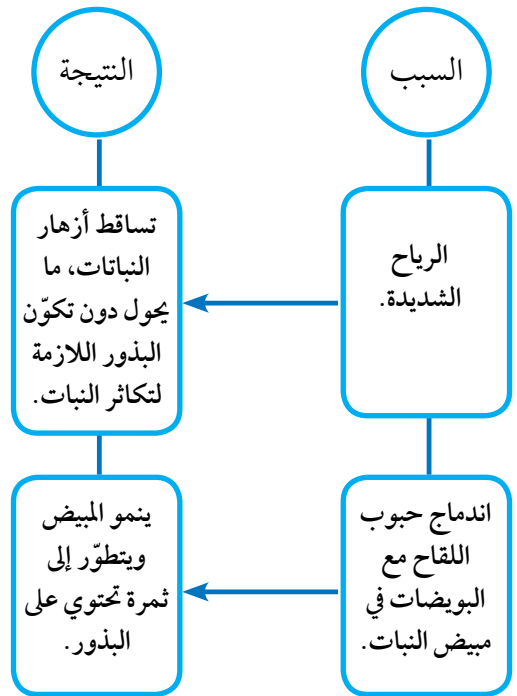 السبب
النتيجة
الرياح
الشديدة.
تساقط أزهار
النباتات، ما
يحول دون تكوّن
البذور اللازمة
لتكاثر النبات.
اندماج حبوب
اللقاح مع
البويضات في
مبيض النبات.
ينمو المبيض
ويتطوّر إلى
ثمرة تحتوي على
البذور.